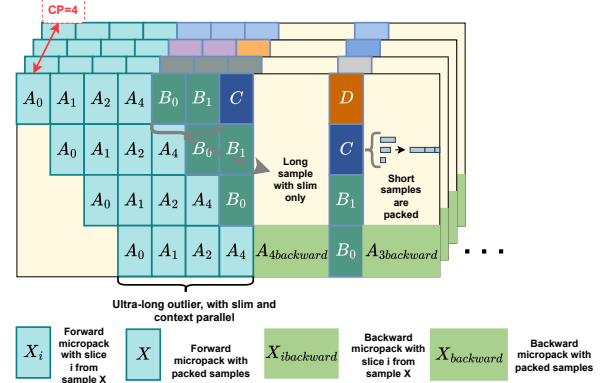 CP=4
A0 A1 A2 A4 B0 B1 C D
A0 A1 A2 A4 B0 B1 C
Long
sample
with slim
only
Short
samples
are
packed
A0 A1 A2 A4 B0 B1
A0 A1 A2 A4 A4backward B0 A3backward
...
Ultra-long outlier, with slim and
context parallel
Xi
Forward
micropack
with slice
i from
sample X
X
Forward
micropack with
packed samples
Xibackward
Backward
micropack with
slice i from
sample X
Xbackward
Backward
micropack with
packed samples